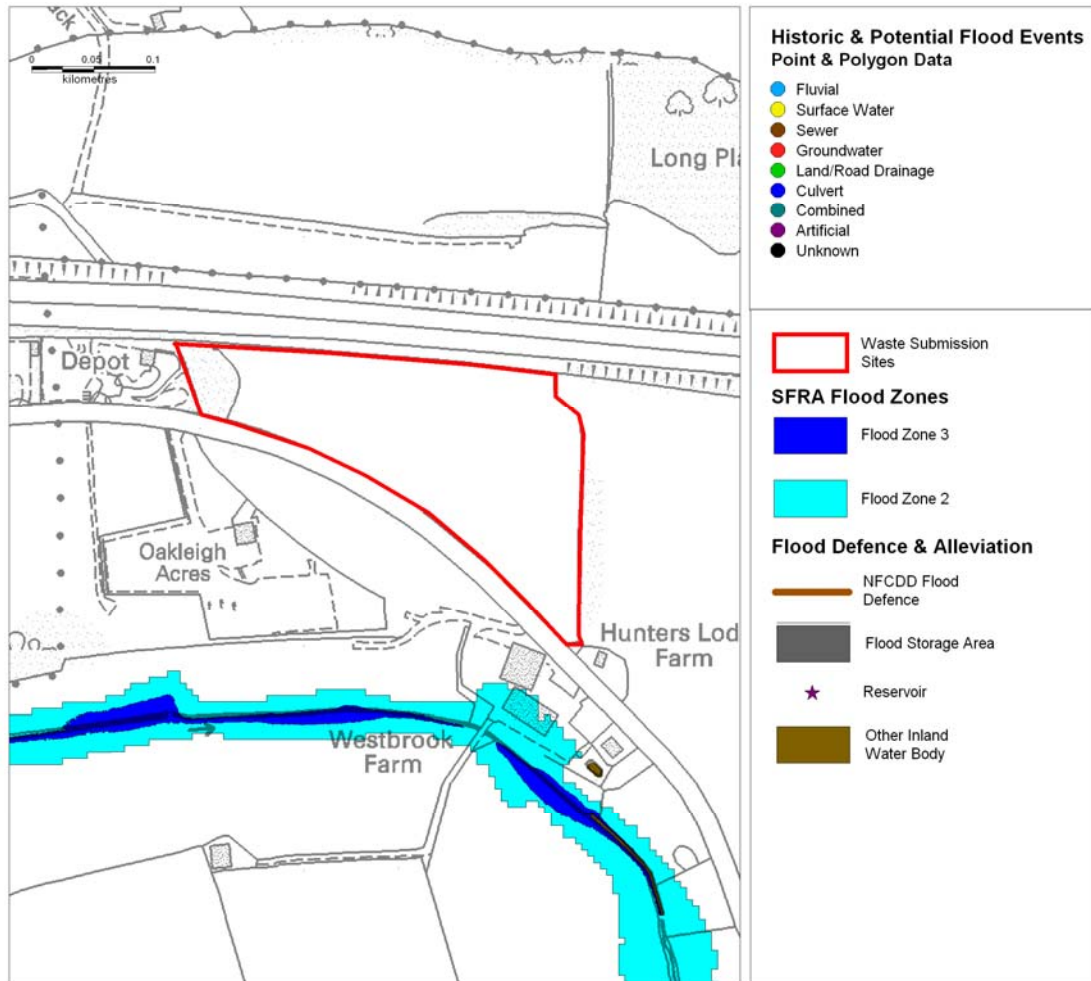 0 0.05 0.1
kilometres
Long Pla
Depot
Oakleigh
Acres
Hunters Lod
Farm
Westbrook
Farm
Historic & Potential Flood Events
Point & Polygon Data
Fluvial
Surface Water
Sewer
Groundwater
Land/Road Drainage
Culvert
Combined
Artificial
Unknown
Waste Submission
Sites
SFRA Flood Zones
Flood Zone 3
Flood Zone 2
Flood Defence & Alleviation
NFCDD Flood
Defence
Flood Storage Area
Reservoir
Other Inland
Water Body